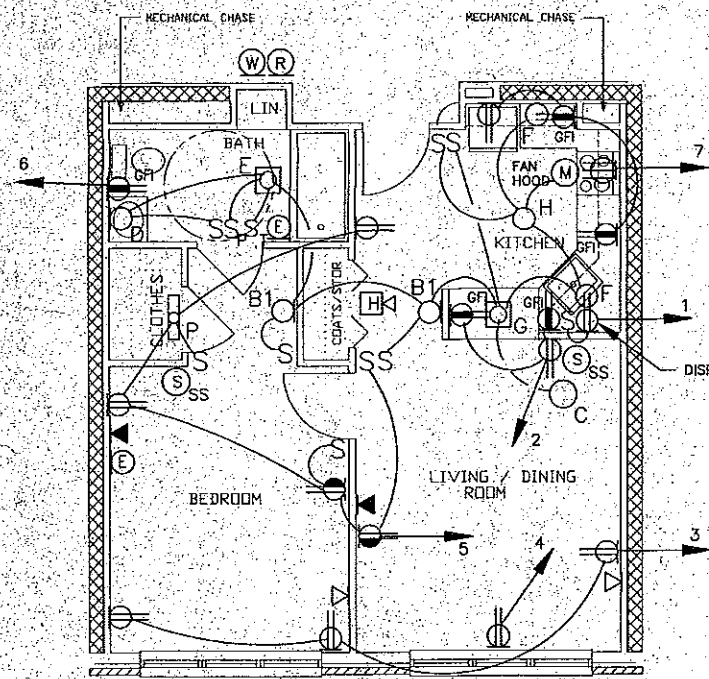 MECHANICAL CHASE
MECHANICAL CHASE
W R
LIN
BATH
SS
F
GFI
6
GFI
E
FAN
HOOD
M
7
D
SS S
P
E
H
KITCHEN
GFI
CLOTHES
P
B1
COATS/STOR
H
B1
GFI
G
GFI
S
F
1
S
S
SS
S
SS
S
SS
DISP
C
2
E
S
BEDROOM
LIVING / DINING
ROOM
5
4
3